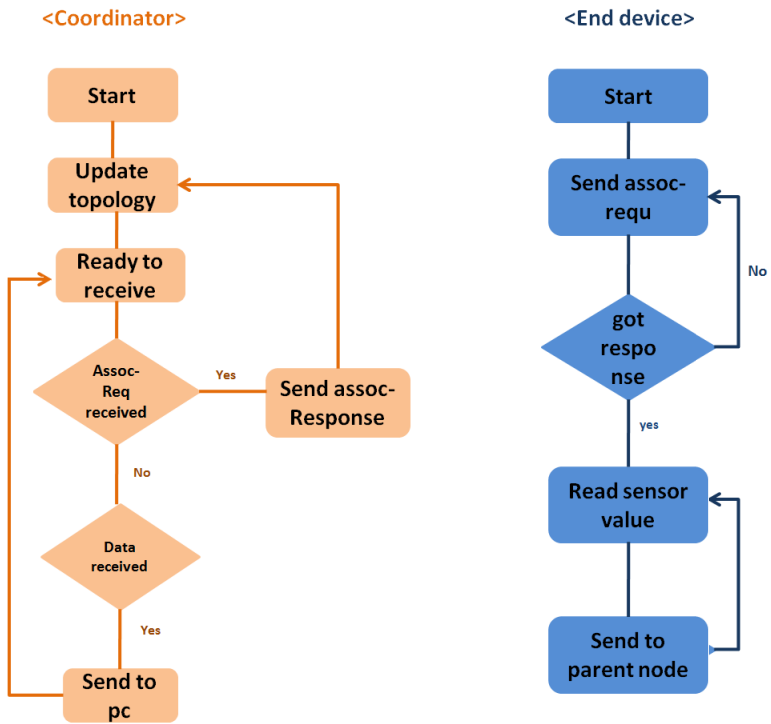 <Coordinator>
Start
Update
topology
Ready to
receive
Assoc-
Req
received
Yes
Send assoc-
Response
No
Data
received
Yes
Send to
pc
<End device>
Start
Send assoc-
requ
No
got
respo
nse
yes
Read sensor
value
Send to
parent node